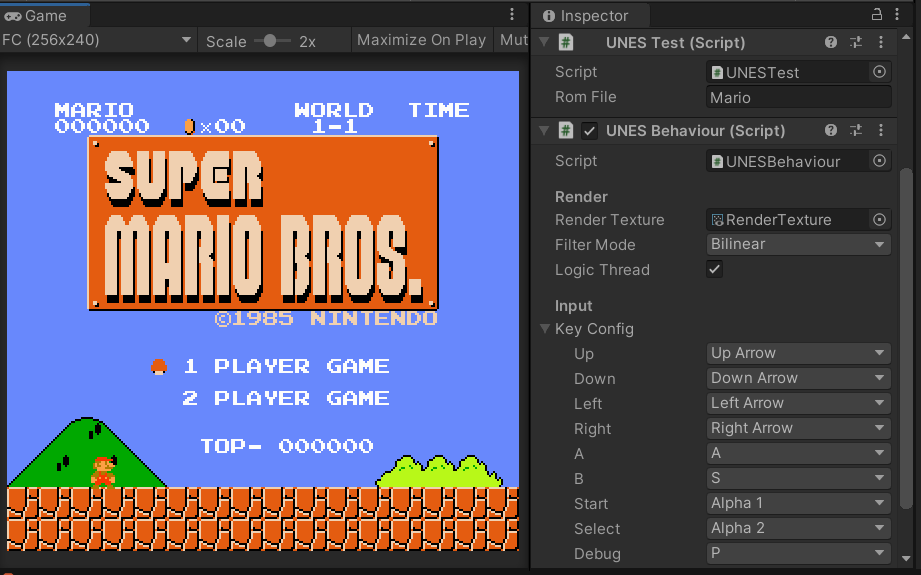 Game
FC (256x240)
Scale
2x
Maximize On Play
Mut
MARIO
WORLD
TIME
000000
×00
1-1
SUPER
MARIO BROS.
©1985 NINTENDO
1 PLAYER GAME
2 PLAYER GAME
TOP- 000000
Inspector
UNES Test (Script)
Script
UNESTest
Rom File
Mario
UNES Behaviour (Script)
Script
UNESBehaviour
Render
Render Texture
RenderTexture
Filter Mode
Bilinear
Logic Thread
Input
Key Config
Up
Up Arrow
Down
Down Arrow
Left
Left Arrow
Right
Right Arrow
A
A
B
S
Start
Alpha 1
Select
Alpha 2
Debug
P